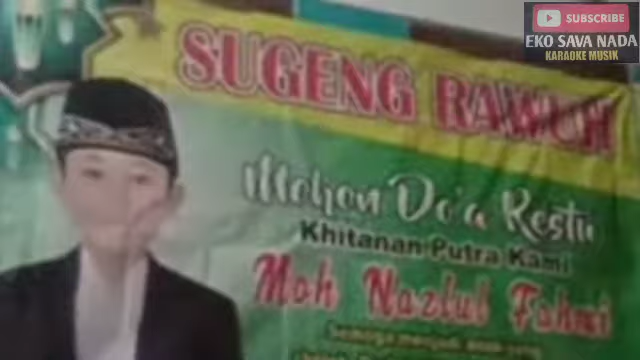 SUBSCRIBE
EKO SAVA NADA
KARAOKE MUSIK
SUGENG RAWUH
Mohon Do'a Restu
Khitanan Putra Kami
Moh Nazlul Fahmi